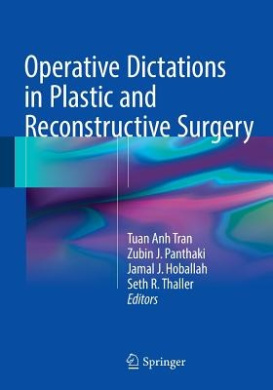 Operative Dictations
in Plastic and
Reconstructive Surgery
Tuan Anh Tran
Zubin J. Panthaki
Jamal J. Hoballah
Seth R. Thaller
Editors
Springer